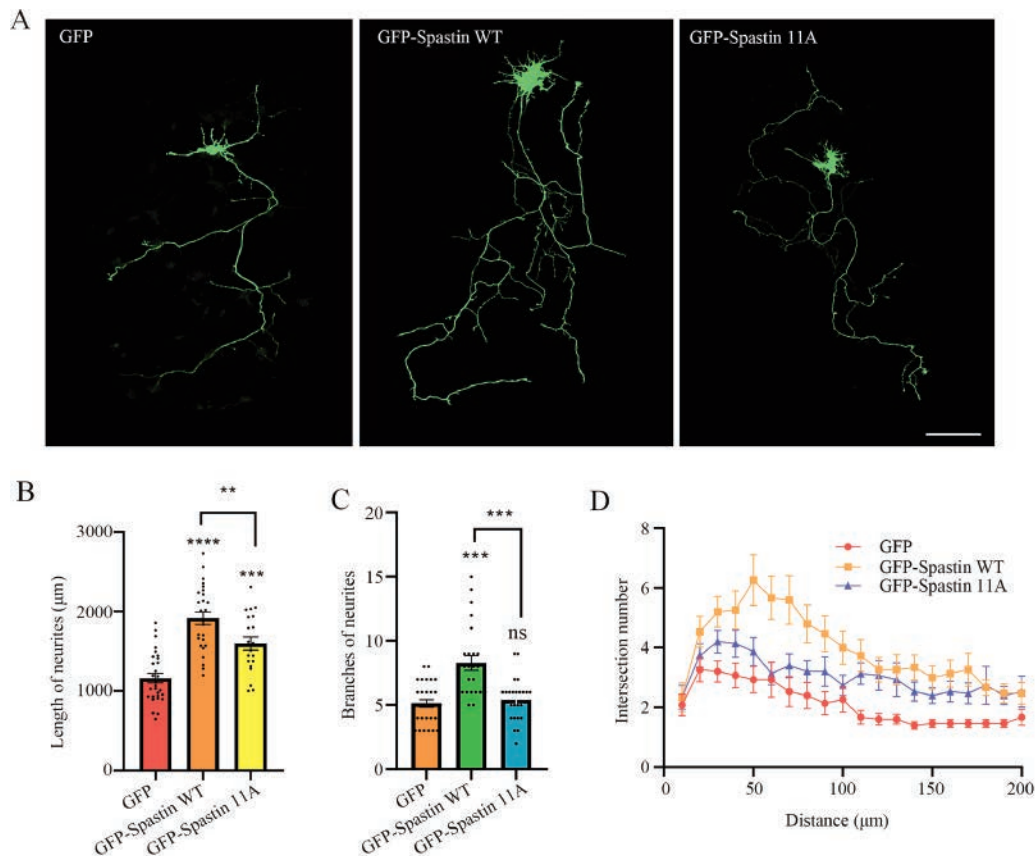 A
GFP
GFP-Spastin WT
GFP-Spastin 11A
B
**
****
***
3000
2000
1000
0
Length of neurites (μm)
GFP
GFP-Spastin WT
GFP-Spastin 11A
C
***
***
ns
20
15
10
5
0
Branches of neurites
GFP
GFP-Spastin WT
GFP-Spastin 11A
D
8
6
4
2
0
Intersection number
GFP
GFP-Spastin WT
GFP-Spastin 11A
0 50 100 150 200
Distance (μm)